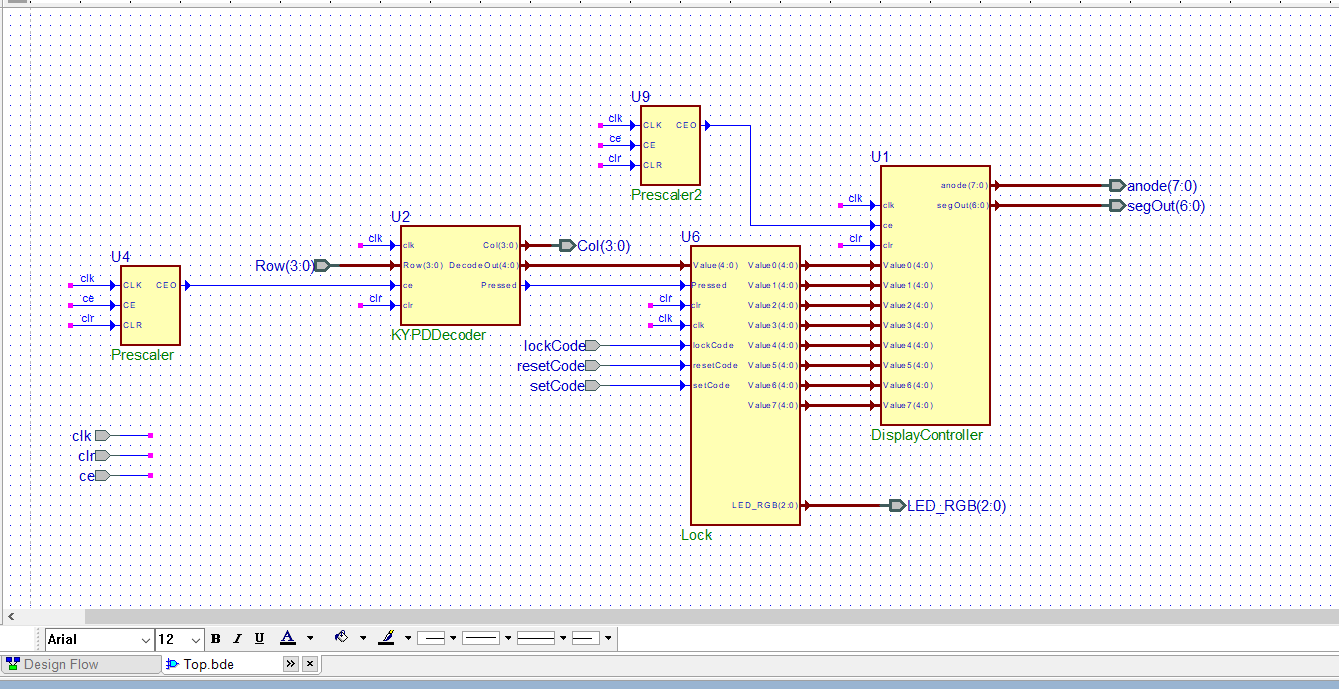 U9
clk
CLK CEO
ce
CE
clr
CLR
Prescaler2
U1
anode(7:0) anode(7:0)
clk
clk segOut(6:0) segOut(6:0)
ce
clr
clr
Value0(4:0)
Value1(4:0)
Value2(4:0)
Value3(4:0)
Value4(4:0)
Value5(4:0)
Value6(4:0)
Value7(4:0)
DisplayController
U2
clk
clk Col(3:0) Col(3:0)
Row(3:0) Row(3:0) DecodeOut(4:0)
ce Pressed
clr
clr
KYPDDecoder
U6
Value(4:0) Value0(4:0)
Pressed Value1(4:0)
clr
clr Value2(4:0)
clk
clk Value3(4:0)
lockCode lockCode Value4(4:0)
resetCode resetCode Value5(4:0)
setCode setCode Value6(4:0)
Value7(4:0)
LED_RGB(2:0) LED_RGB(2:0)
Lock
U4
clk
CLK CEO
ce
CE
clr
CLR
Prescaler
clk
clr
ce
Arial 12 B I U A
Design Flow Top.bde